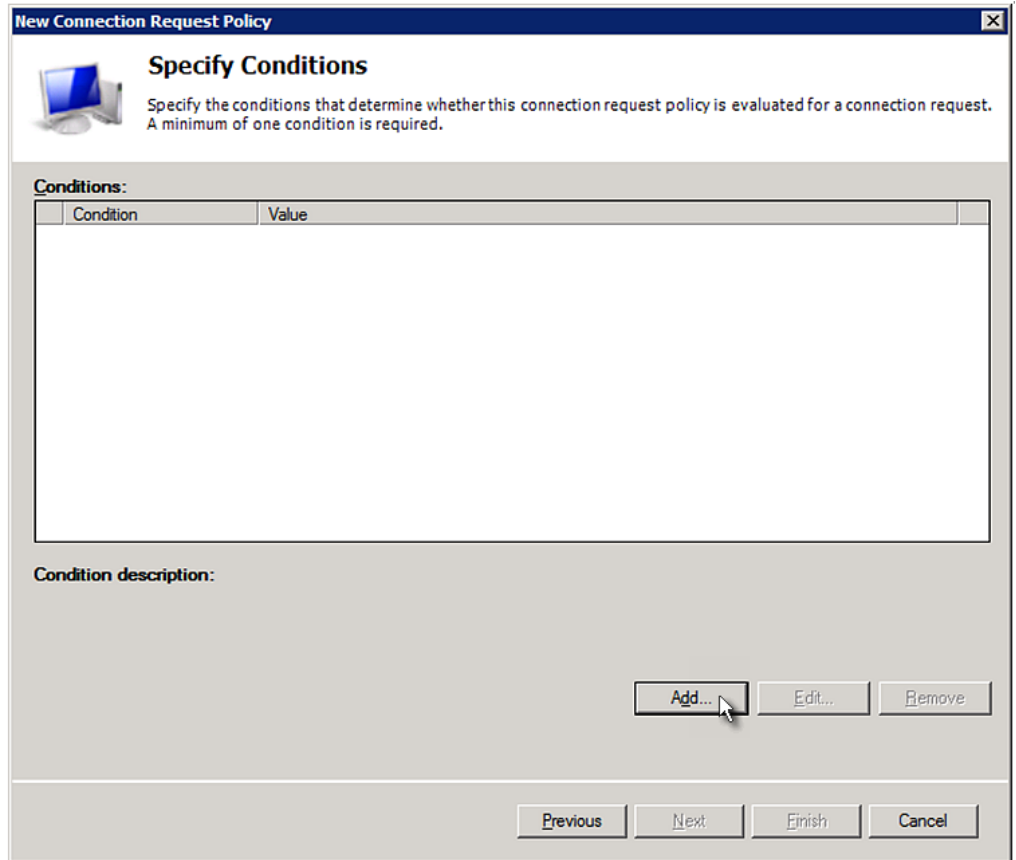 New Connection Request Policy
Specify Conditions
Specify the conditions that determine whether this connection request policy is evaluated for a connection request.
A minimum of one condition is required.
Conditions:
Condition Value
Condition description:
Add... Edit... Remove
Previous Next Finish Cancel